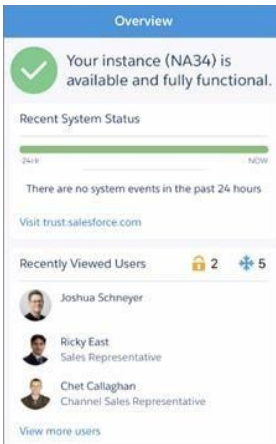 Overview
Your instance (NA34) is
available and fully functional.
Recent System Status
24HR
NOW
There are no system events in the past 24 hours
Visit trust.salesforce.com
Recently Viewed Users
2
5
Joshua Schneyer
Ricky East
Sales Representative
Chet Callaghan
Channel Sales Representative
View more users